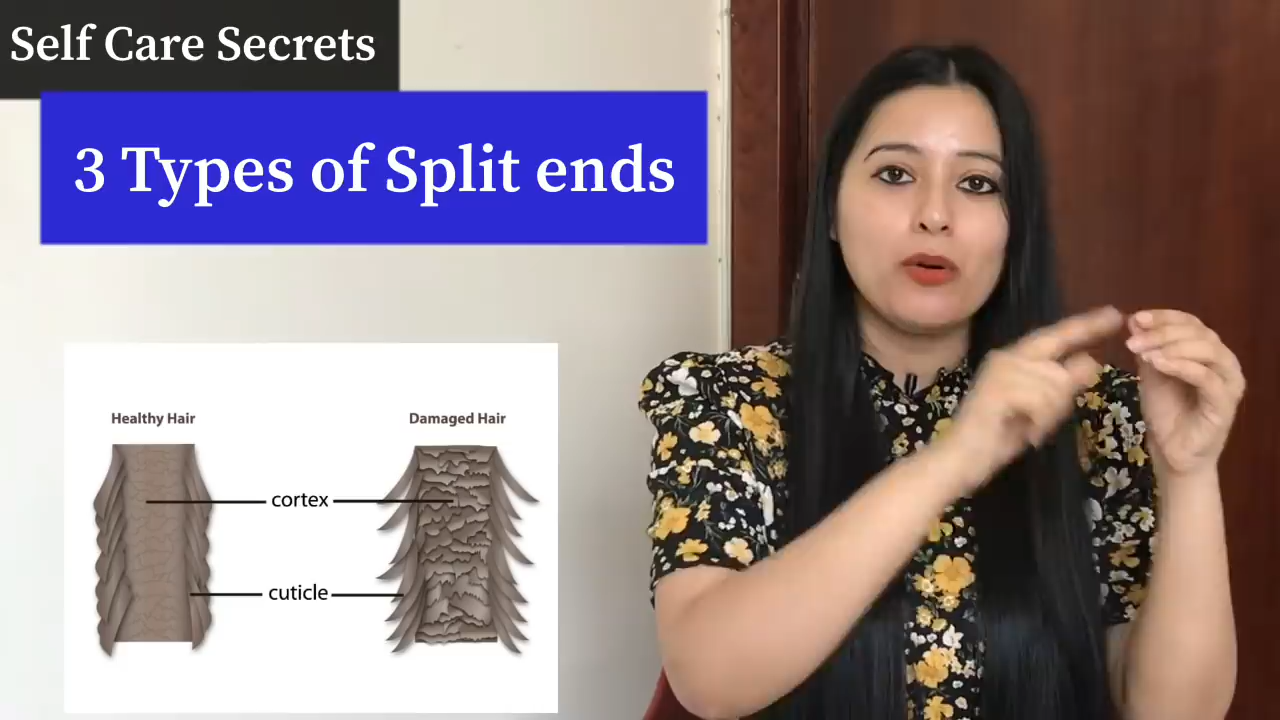 Self Care Secrets
3 Types of Split ends
Healthy Hair
Damaged Hair
cortex
cuticle